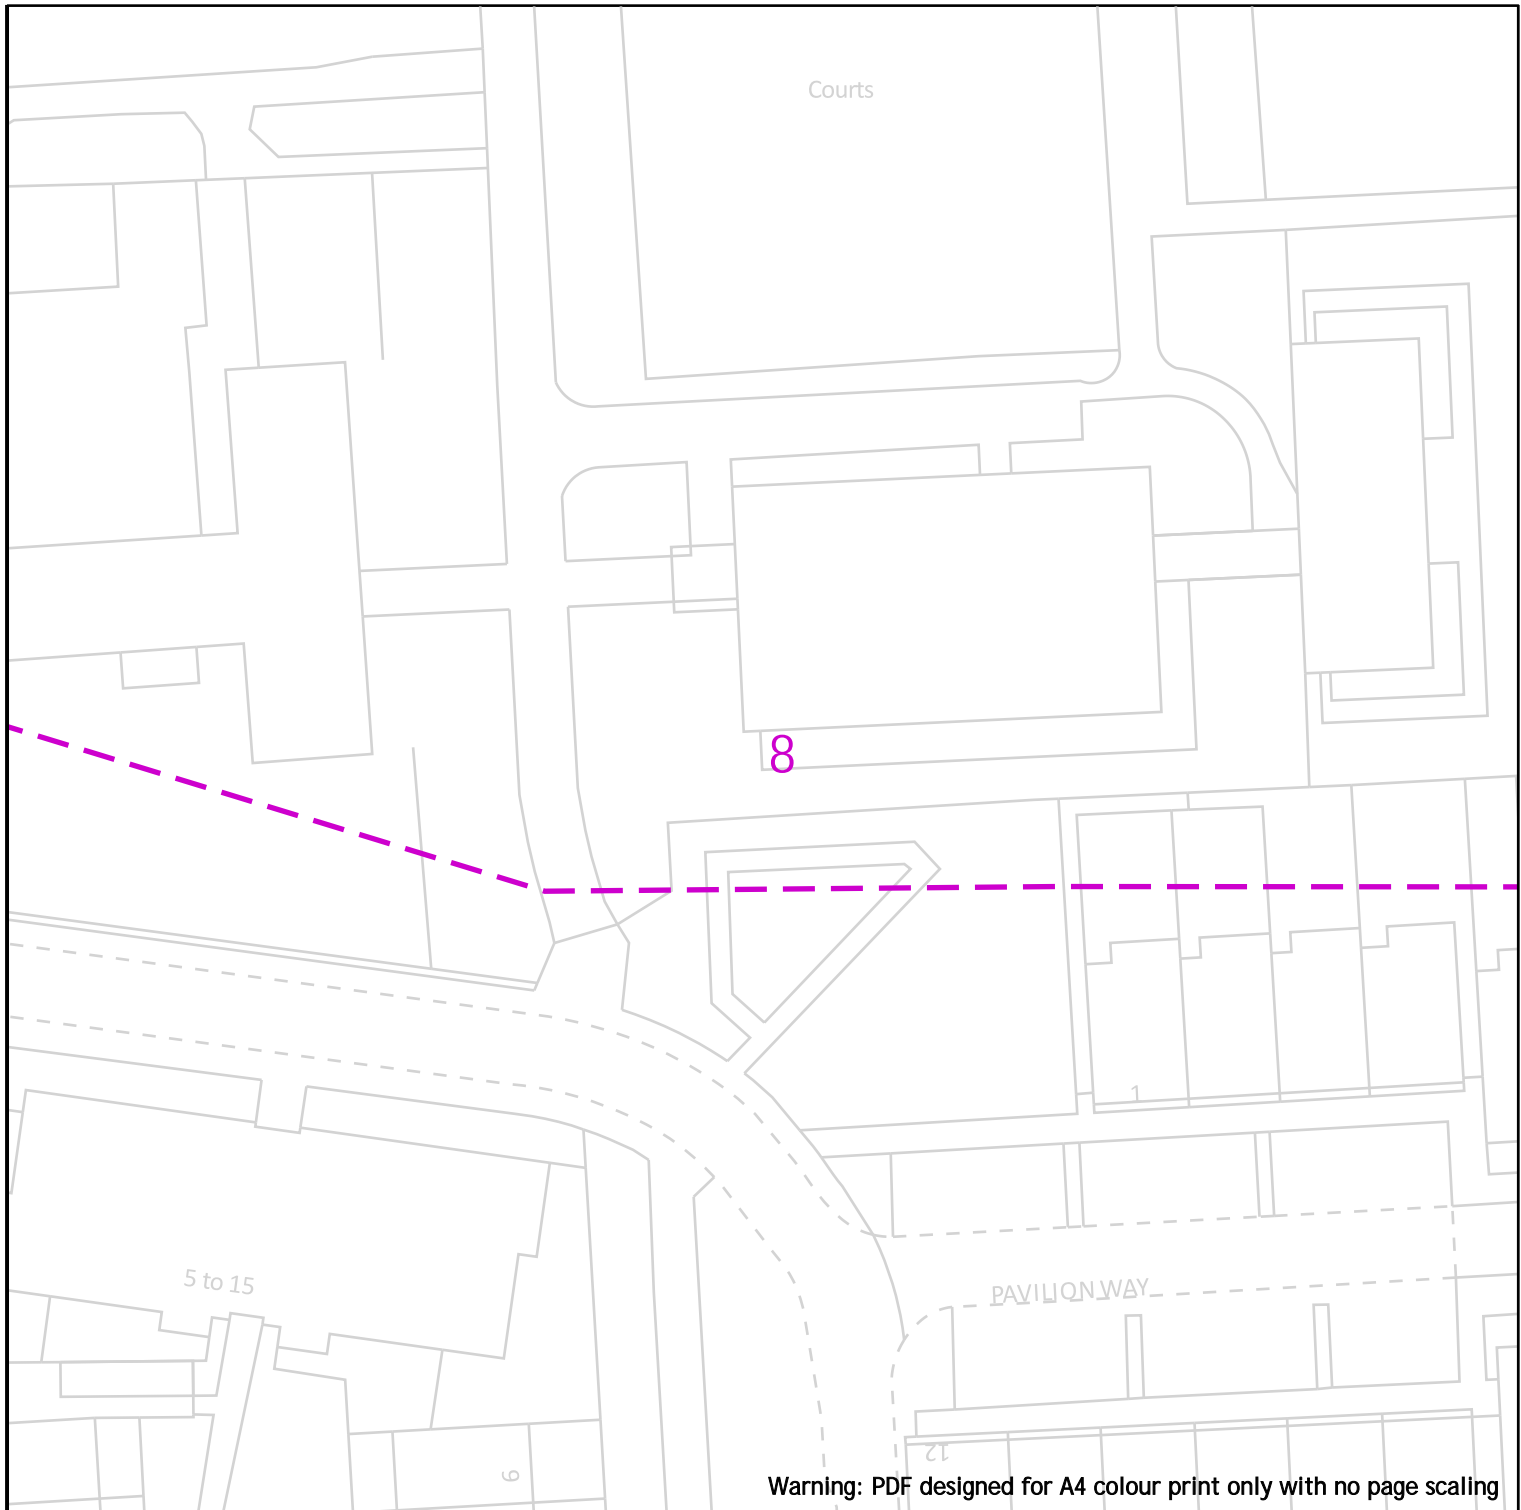 Courts
8
1
5 to 15
PAVILION WAY
12
9
Warning: PDF designed for A4 colour print only with no page scaling